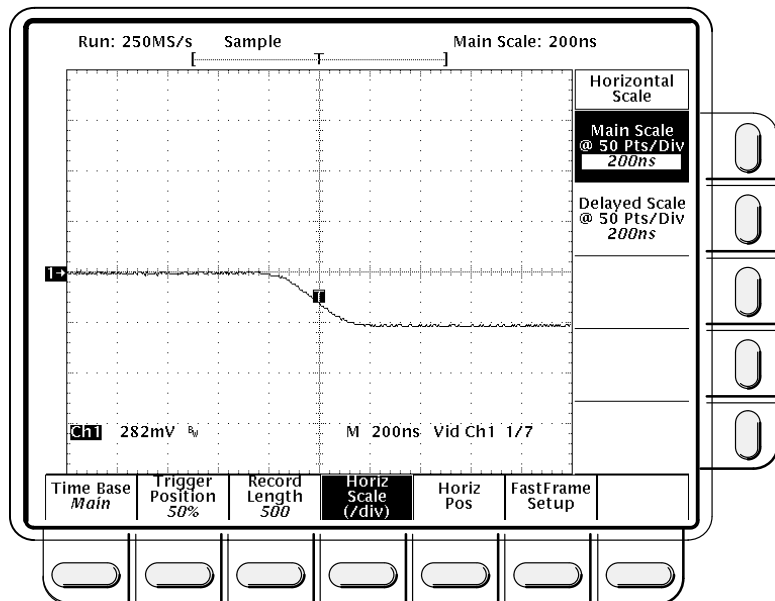 Run: 250MS/s Sample Main Scale: 200ns
[ T ]
Horizontal
Scale
Main Scale
@ 50 Pts/Div
200ns
Delayed Scale
@ 50 Pts/Div
200ns
1→
T
Ch1 282mV BW M 200ns Vid Ch1 1/7
Time Base
Main
Trigger
Position
50%
Record
Length
500
Horiz
Scale
(/div)
Horiz
Pos
FastFrame
Setup